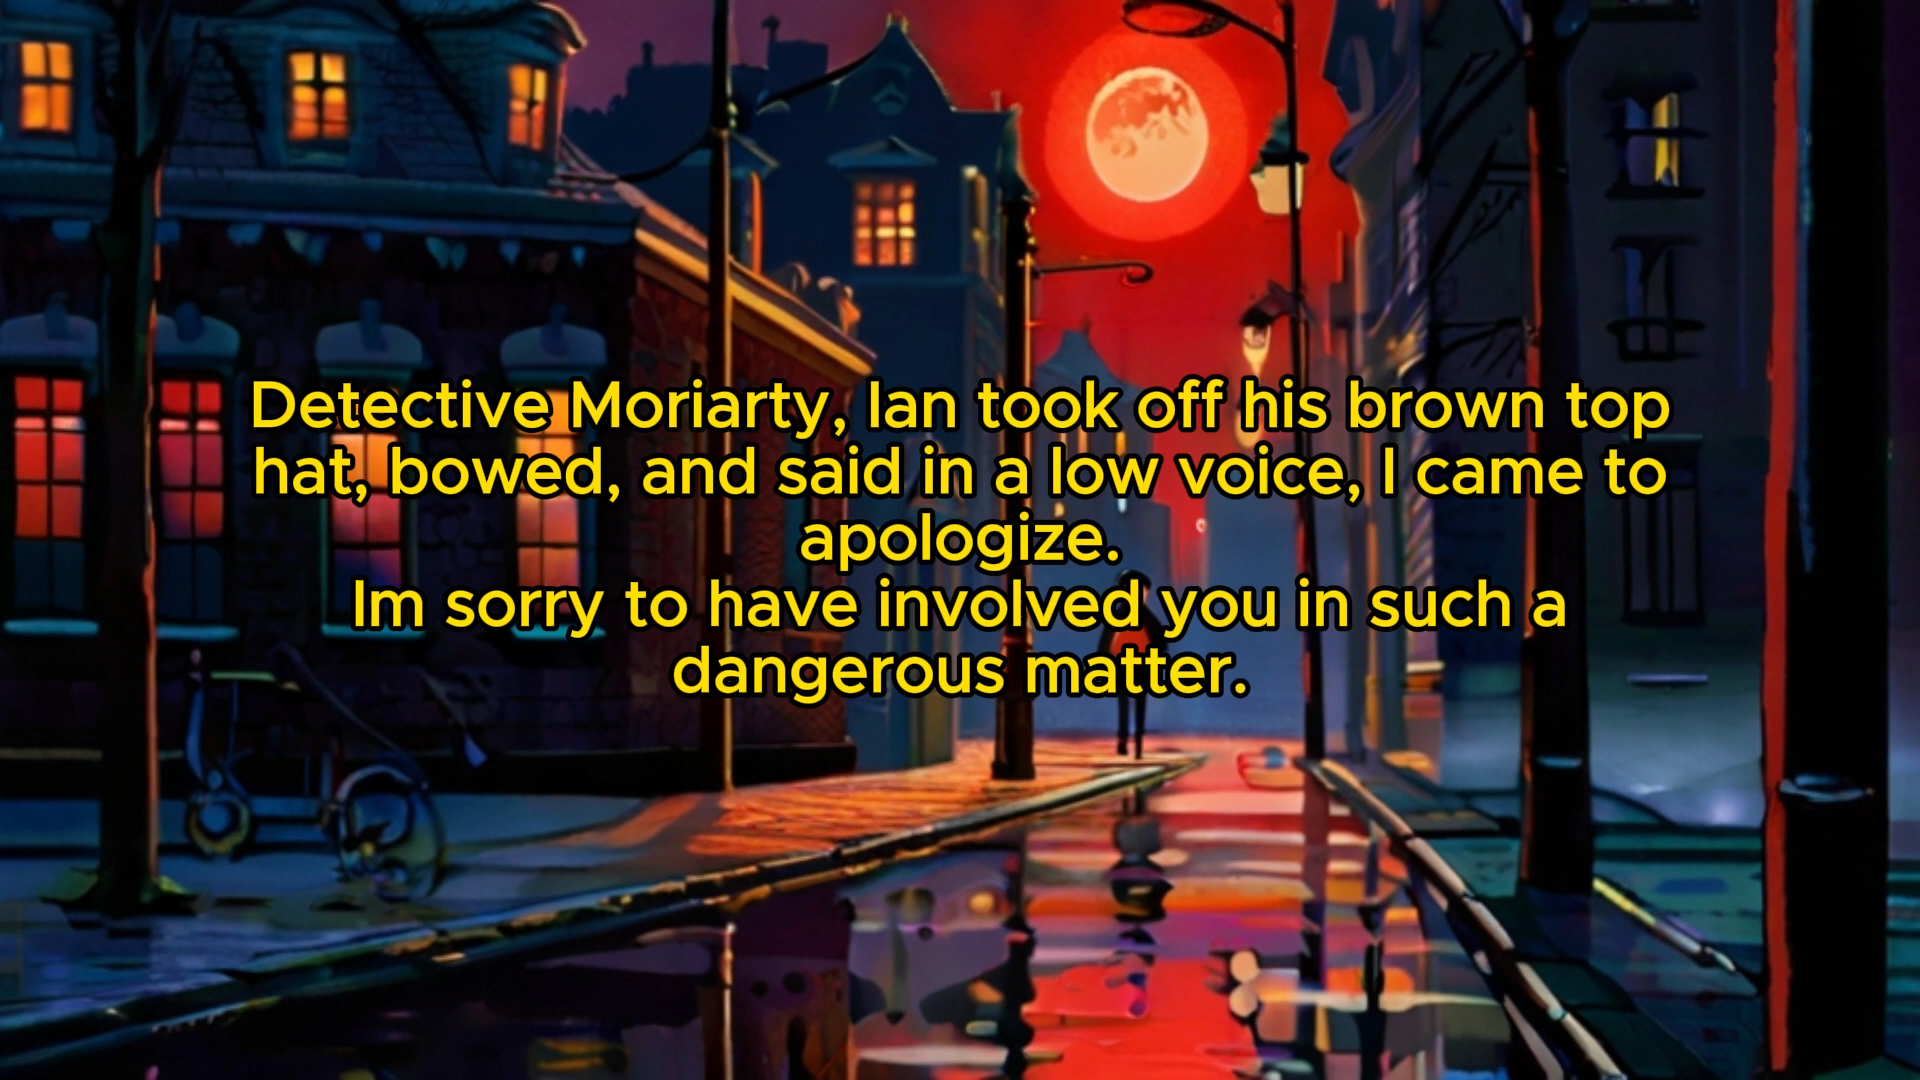 Detective Moriarty, Ian took off his brown top
hat, bowed, and said in a low voice, I came to
apologize.
Im sorry to have involved you in such a
dangerous matter.